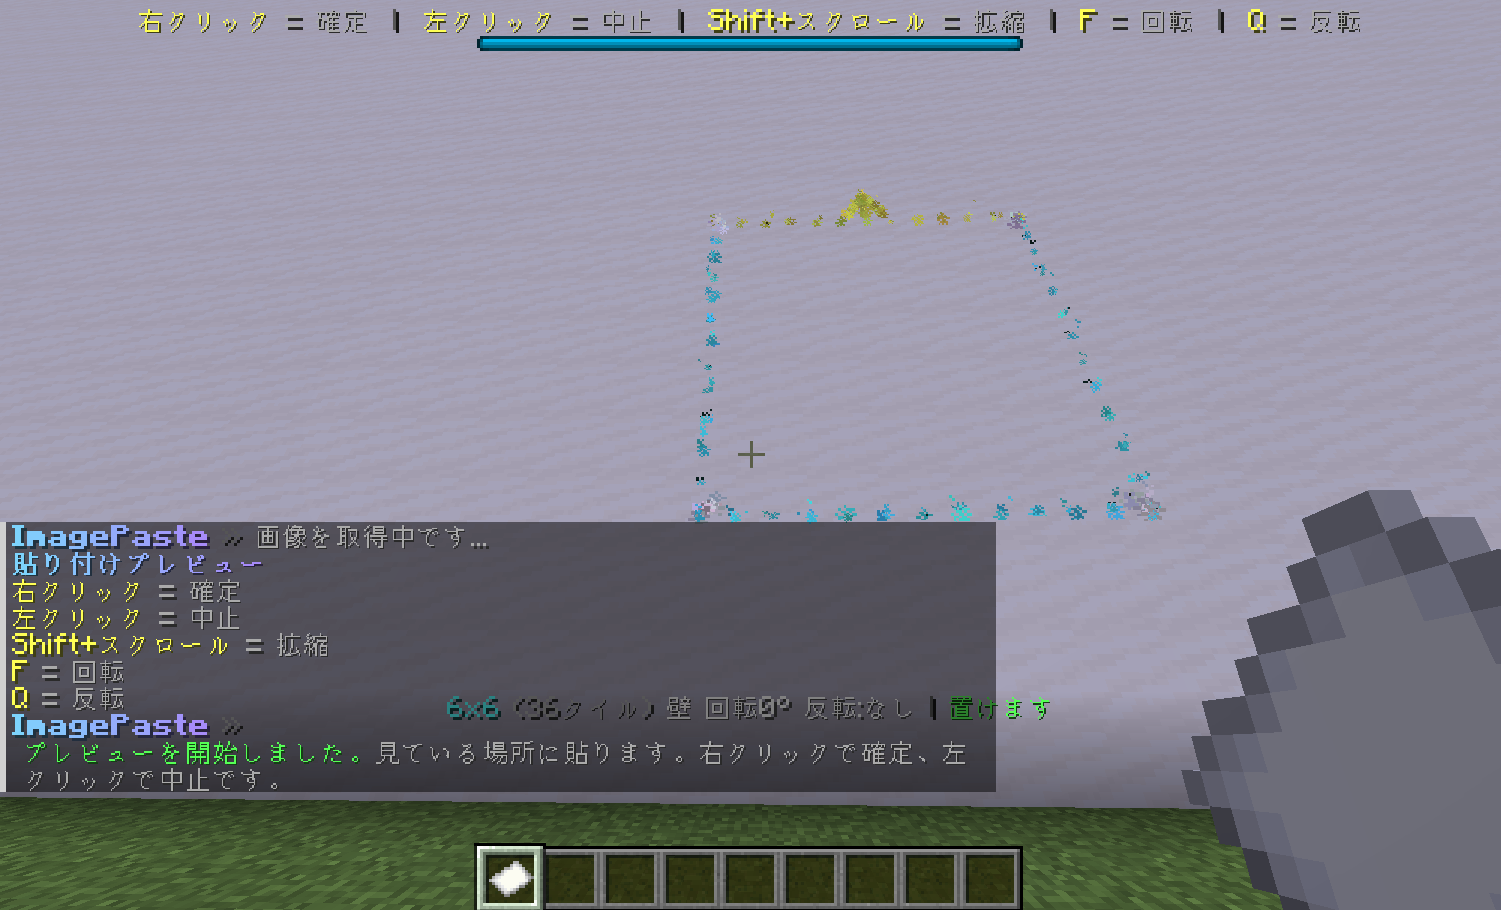 右クリック = 確定 | 左クリック = 中止 | Shift+スクロール = 拡縮 | F = 回転 | Q = 反転
ImagePaste » 画像を取得中です...
貼り付けプレビュー
右クリック = 確定
左クリック = 中止
Shift+スクロール = 拡縮
F = 回転
Q = 反転
6×6 (36タイル) 壁 回転0° 反転:なし | 置けます
ImagePaste »
プレビューを開始しました。見ている場所に貼ります。右クリックで確定、左
クリックで中止です。